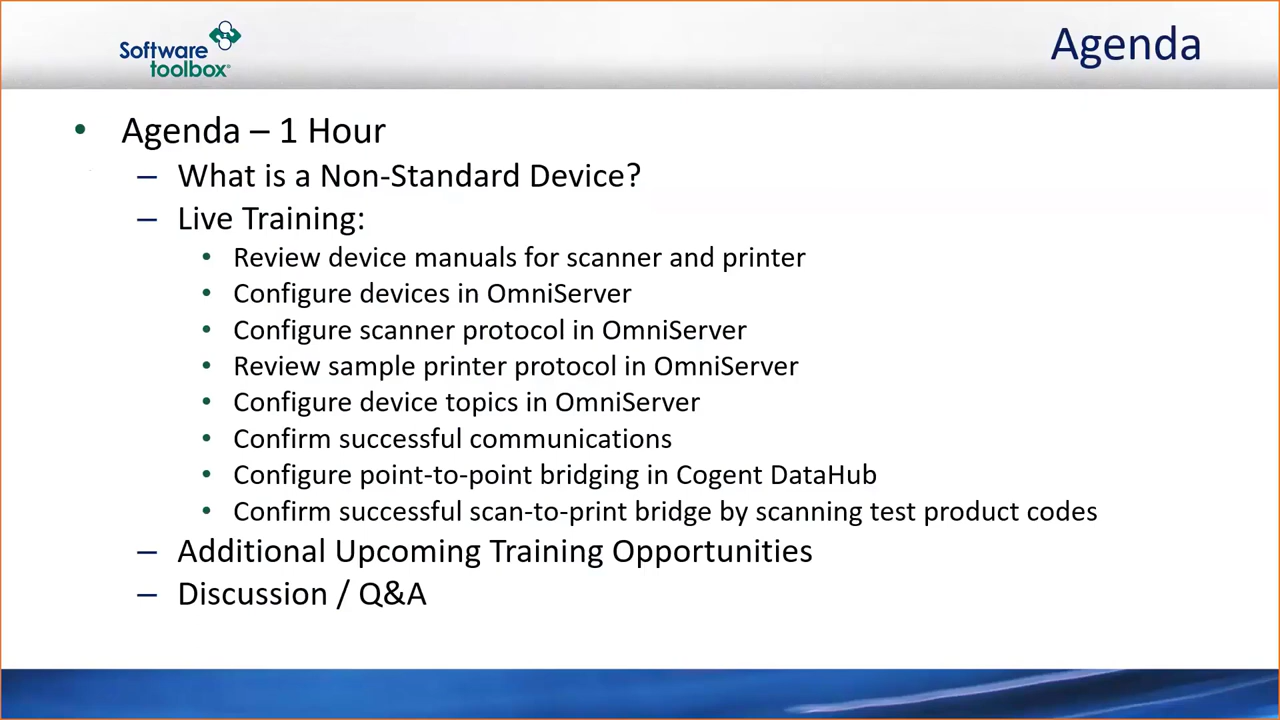 Software
toolbox®
Agenda
• Agenda – 1 Hour
– What is a Non-Standard Device?
– Live Training:
• Review device manuals for scanner and printer
• Configure devices in OmniServer
• Configure scanner protocol in OmniServer
• Review sample printer protocol in OmniServer
• Configure device topics in OmniServer
• Confirm successful communications
• Configure point-to-point bridging in Cogent DataHub
• Confirm successful scan-to-print bridge by scanning test product codes
– Additional Upcoming Training Opportunities
– Discussion / Q&A